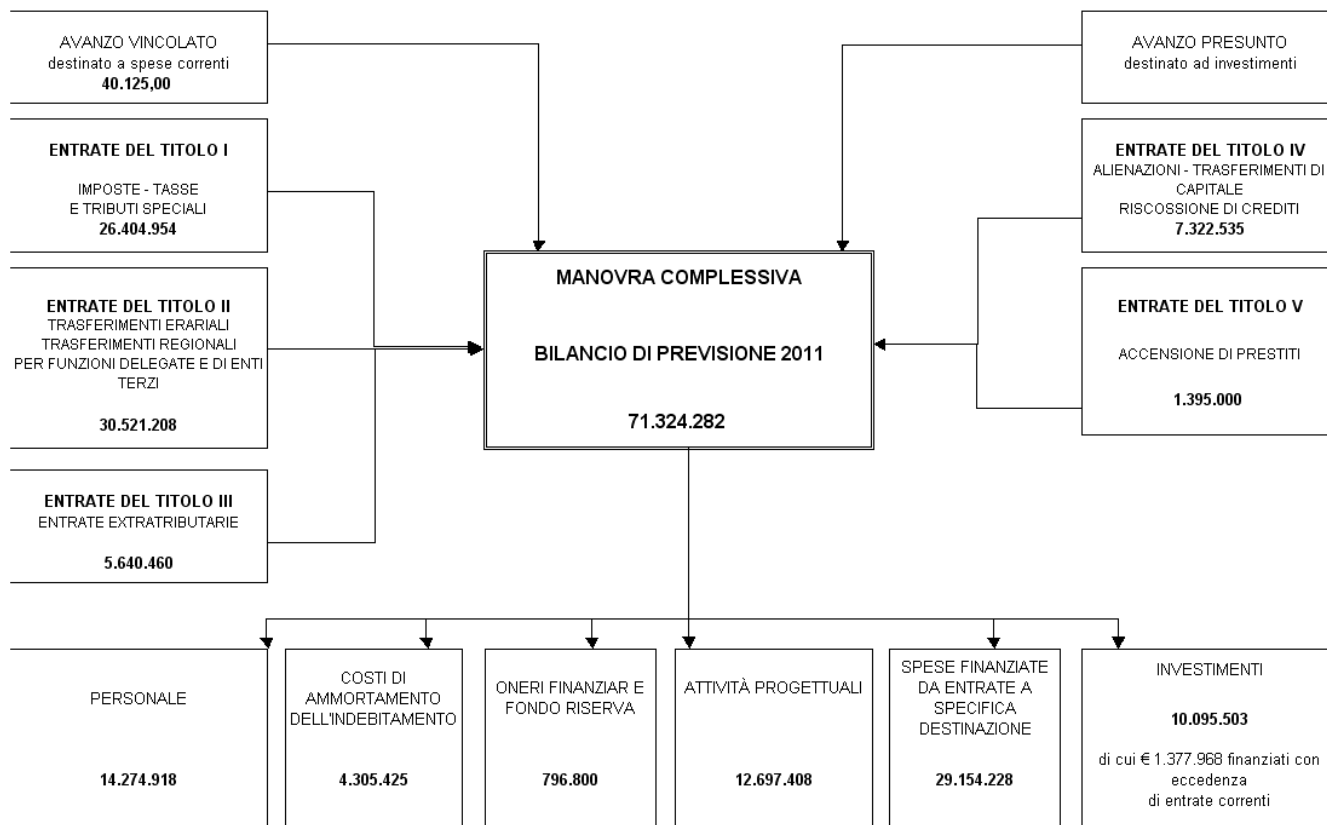 AVANZO VINCOLATO
destinato a spese correnti
40.125,00
AVANZO PRESUNTO
destinato ad investimenti
ENTRATE DEL TITOLO I
IMPOSTE - TASSE
E TRIBUTI SPECIALI
26.404.954
ENTRATE DEL TITOLO IV
ALIENAZIONI - TRASFERIMENTI DI
CAPITALE
RISCOSSIONE DI CREDITI
7.322.535
ENTRATE DEL TITOLO II
TRASFERIMENTI ERARIALI
TRASFERIMENTI REGIONALI
PER FUNZIONI DELEGATE E DI ENTI
TERZI
30.521.208
MANOVRA COMPLESSIVA
BILANCIO DI PREVISIONE 2011
71.324.282
ENTRATE DEL TITOLO V
ACCENSIONE DI PRESTITI
1.395.000
ENTRATE DEL TITOLO III
ENTRATE EXTRATRIBUTARIE
5.640.460
PERSONALE
14.274.918
COSTI DI
AMMORTAMENTO
DELL'INDEBITAMENTO
4.305.425
ONERI FINANZIAR E
FONDO RISERVA
796.800
ATTIVITÀ PROGETTUALI
12.697.408
SPESE FINANZIATE
DA ENTRATE A
SPECIFICA
DESTINAZIONE
29.154.228
INVESTIMENTI
10.095.503
di cui € 1.377.968 finanziati con
eccedenza
di entrate correnti